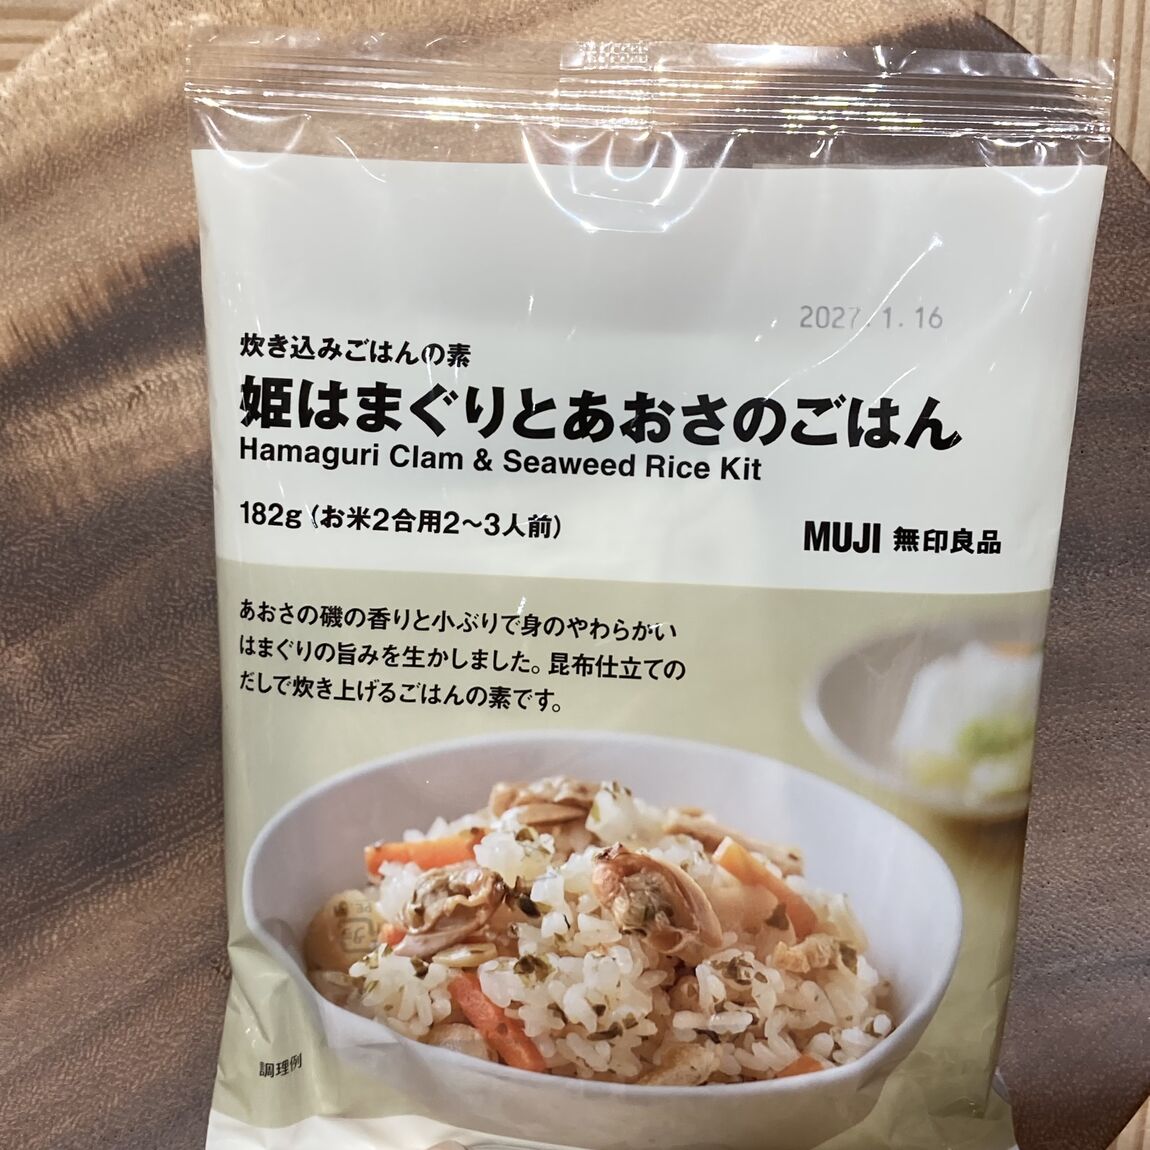 2027.1.16
炊き込みごはんの素
姫はまぐりとあおさのごはん
Hamaguri Clam & Seaweed Rice Kit
182g (お米2合用2～3人前)
MUJI 無印良品
あおさの磯の香りと小ぶりで身のやわらかい
はまぐりの旨みを生かしました。昆布仕立ての
だしで炊き上げるごはんの素です。
調理例